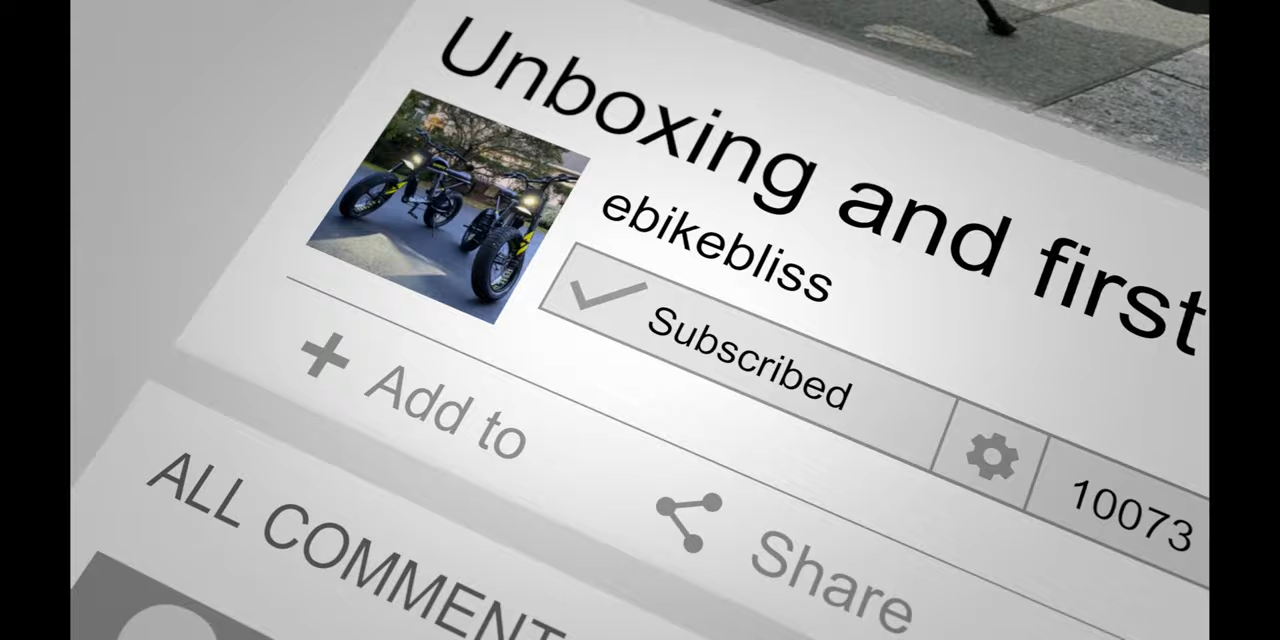 Unboxing and first
ebikebliss
Subscribed
10073
Add to
Share
ALL COMMENT